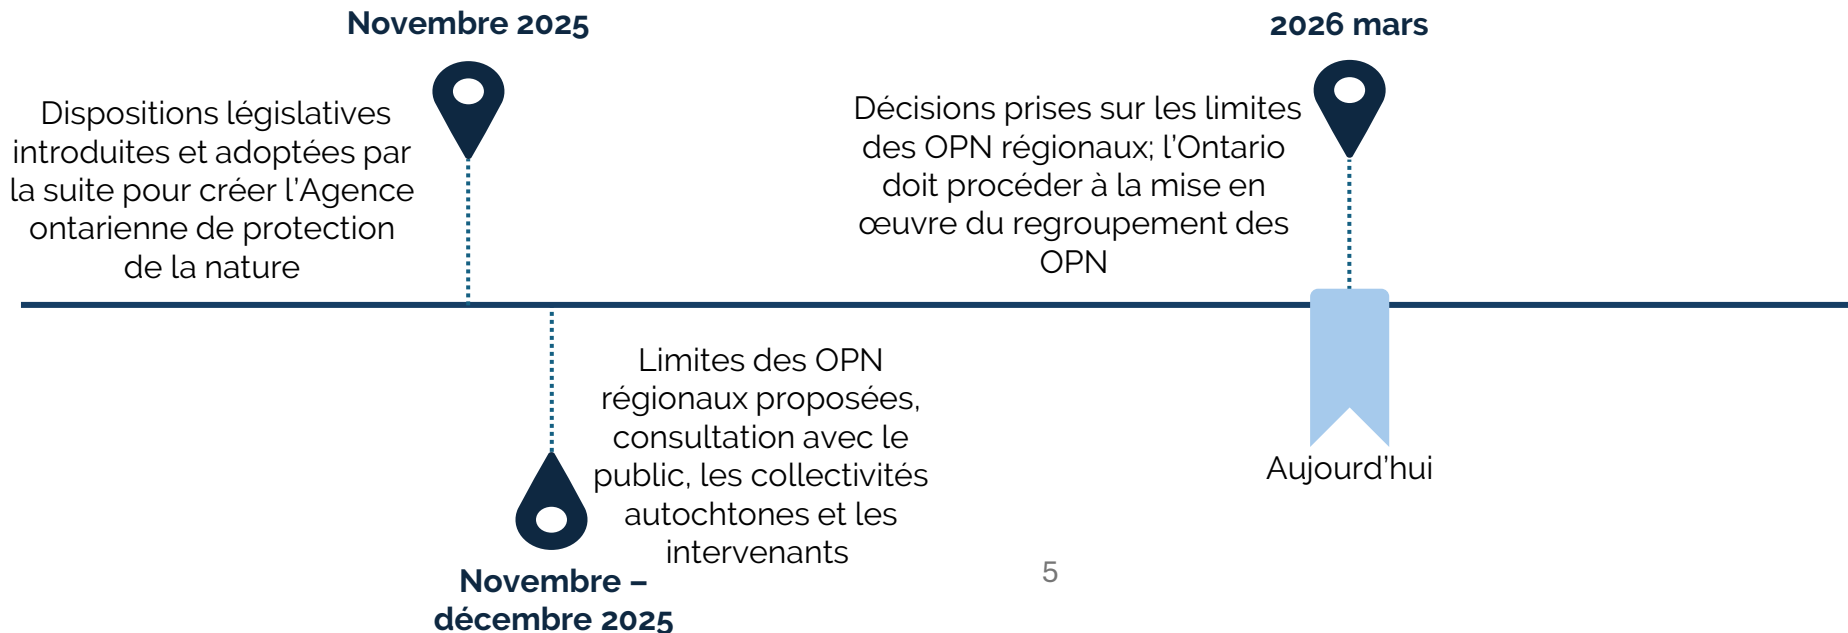 Novembre 2025
Dispositions législatives
introduites et adoptées par
la suite pour créer l'Agence
ontarienne de protection
de la nature
Limites des OPN
régionaux proposées,
consultation avec le
public, les collectivités
autochtones et les
intervenants
Novembre –
décembre 2025
2026 mars
Décisions prises sur les limites
des OPN régionaux; l'Ontario
doit procéder à la mise en
œuvre du regroupement des
OPN
Aujourd'hui
5